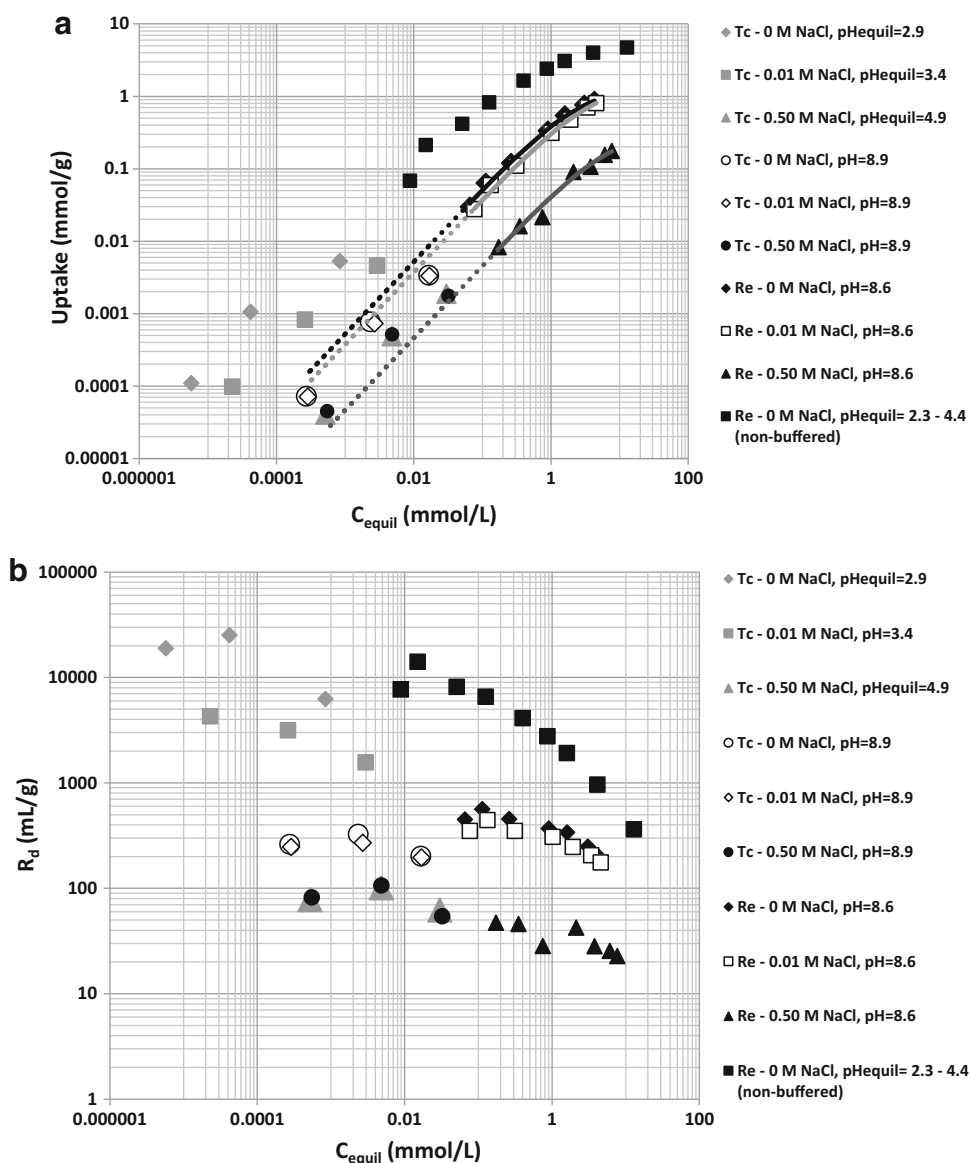 a
10
1
0.1
0.01
0.001
0.0001
0.00001
Uptake (mmol/g)
0.000001 0.0001 0.01 1 100
Cequil (mmol/L)
Tc - 0 M NaCl, pHequil=2.9
Tc - 0.01 M NaCl, pHequil=3.4
Tc - 0.50 M NaCl, pHequil=4.9
Tc - 0 M NaCl, pH=8.9
Tc - 0.01 M NaCl, pH=8.9
Tc - 0.50 M NaCl, pH=8.9
Re - 0 M NaCl, pH=8.6
Re - 0.01 M NaCl, pH=8.6
Re - 0.50 M NaCl, pH=8.6
Re - 0 M NaCl, pHequil= 2.3 - 4.4
(non-buffered)
b
100000
10000
1000
100
10
1
Rd (mL/g)
0.000001 0.0001 0.01 1 100
Cequil (mmol/L)
Tc - 0 M NaCl, pHequil=2.9
Tc - 0.01 M NaCl, pH=3.4
Tc - 0.50 M NaCl, pHequil=4.9
Tc - 0 M NaCl, pH=8.9
Tc - 0.01 M NaCl, pH=8.9
Tc - 0.50 M NaCl, pH=8.9
Re - 0 M NaCl, pH=8.6
Re - 0.01 M NaCl, pH=8.6
Re - 0.50 M NaCl, pH=8.6
Re - 0 M NaCl, pHequil= 2.3 - 4.4
(non-buffered)